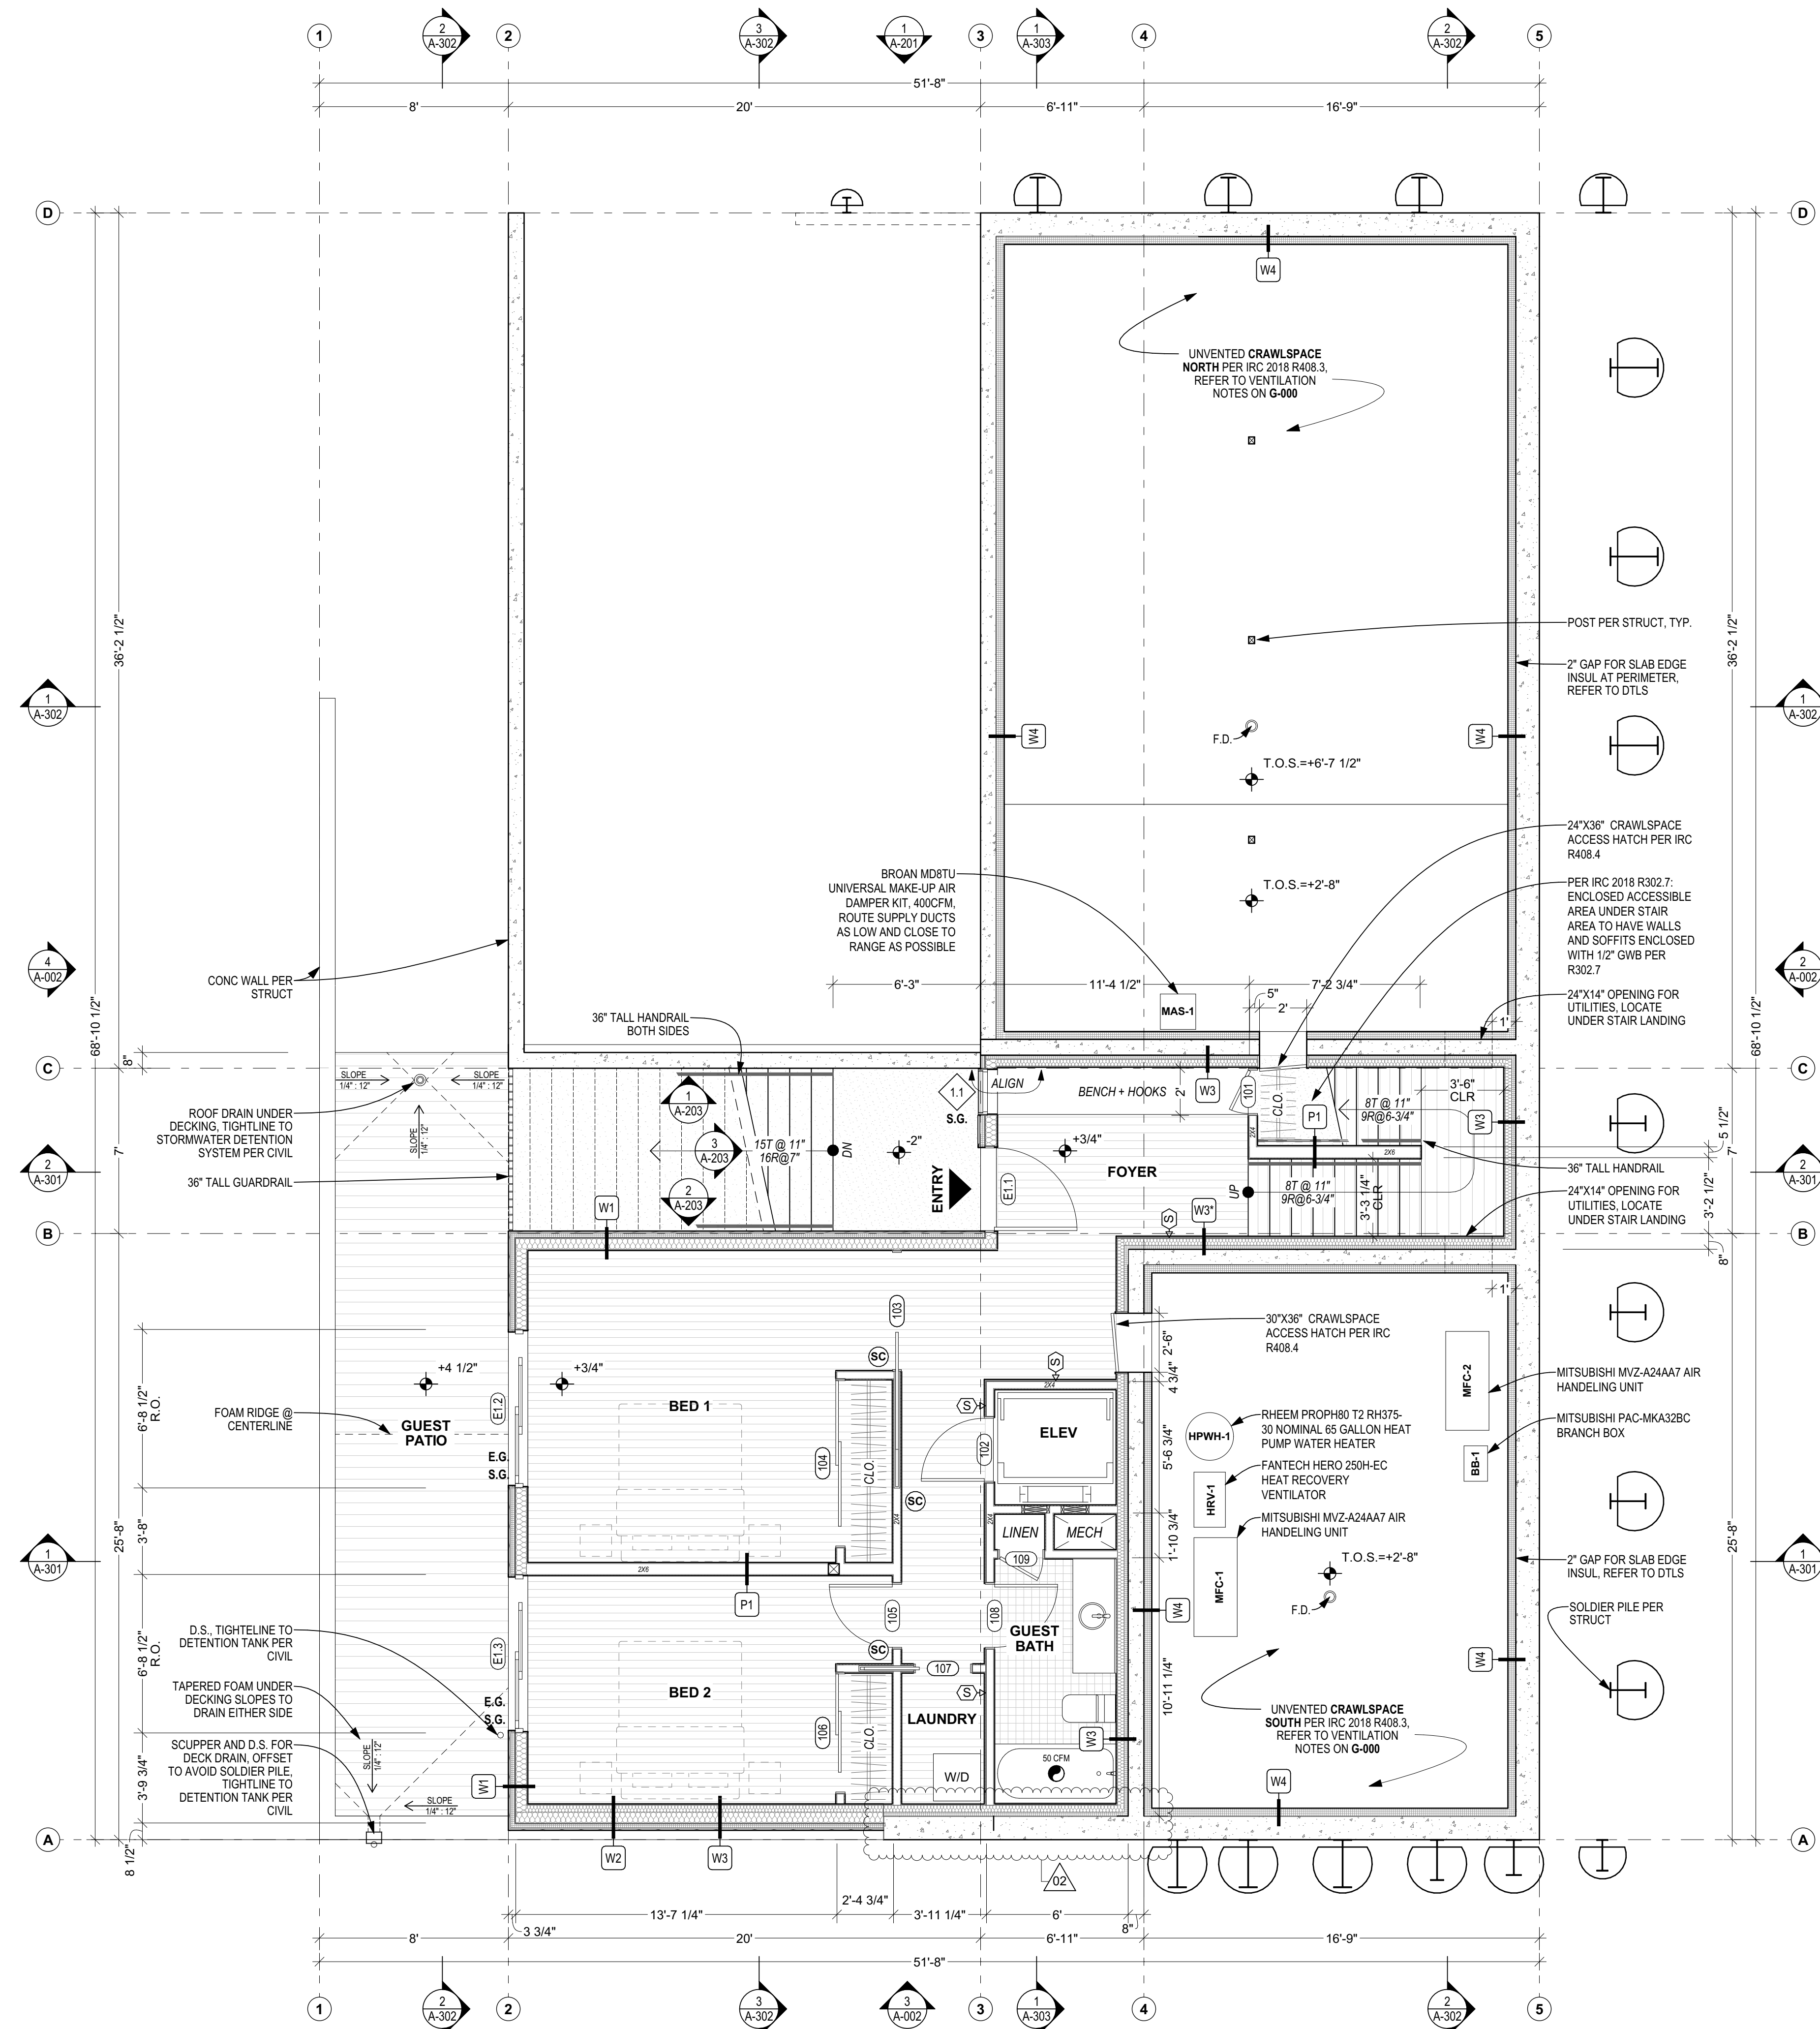 1
2
A-302
2
3
A-302
1
A-201
3
1
A-303
4
2
A-302
5
51'-8"
8'
20'
6'-11"
16'-9"
D
D
W4
UNVENTED CRAWLSPACE
NORTH PER IRC 2018 R408.3,
REFER TO VENTILATION
NOTES ON G-000
36'-2 1/2"
36'-2 1/2"
POST PER STRUCT, TYP.
2" GAP FOR SLAB EDGE
INSUL AT PERIMETER,
REFER TO DTLS
1
A-302
1
A-302
W4
W4
F.D.
T.O.S.=+6'-7 1/2"
24"X36" CRAWLSPACE
ACCESS HATCH PER IRC
R408.4
BROAN MD8TU
UNIVERSAL MAKE-UP AIR
DAMPER KIT, 400CFM,
ROUTE SUPPLY DUCTS
AS LOW AND CLOSE TO
RANGE AS POSSIBLE
T.O.S.=+2'-8"
PER IRC 2018 R302.7:
ENCLOSED ACCESSIBLE
AREA UNDER STAIR
AREA TO HAVE WALLS
AND SOFFITS ENCLOSED
WITH 1/2" GWB PER
R302.7
4
A-002
2
A-002
CONC WALL PER
STRUCT
6'-3"
11'-4 1/2"
7'-2 3/4"
5"
2'
MAS-1
24"X14" OPENING FOR
UTILITIES, LOCATE
UNDER STAIR LANDING
1'
36" TALL HANDRAIL
BOTH SIDES
68'-10 1/2"
68'-10 1/2"
8"
C
C
SLOPE
1/4" : 12"
SLOPE
1/4" : 12"
SLOPE
1/4" : 12"
ROOF DRAIN UNDER
DECKING, TIGHTLINE TO
STORMWATER DETENTION
SYSTEM PER CIVIL
1
A-203
3
A-203
2
A-203
15T @ 11"
16R@7"
DN
-2"
1.1
S.G.
ALIGN
BENCH + HOOKS
2'
W3
101
CLO.
2X4
P1
8T @ 11"
9R@6-3/4"
3'-6"
CLR
W3
5 1/2"
2X6
7'
7'
2
A-301
2
A-301
36" TALL GUARDRAIL
36" TALL HANDRAIL
+3/4"
FOYER
ENTRY
E1.1
UP
8T @ 11"
9R@6-3/4"
3'-3 1/4"
CLR
3'-2 1/2"
24"X14" OPENING FOR
UTILITIES, LOCATE
UNDER STAIR LANDING
W1
W3*
S
B
B
8"
1'
103
SC
30"X36" CRAWLSPACE
ACCESS HATCH PER IRC
R408.4
2'-6"
4 3/4"
MFC-2
MITSUBISHI MVZ-A24AA7 AIR
HANDELING UNIT
+4 1/2"
+3/4"
6'-8 1/2"
R.O.
E1.2
BED 1
S
2X4
S
ELEV
FOAM RIDGE @
CENTERLINE
GUEST
PATIO
HPWH-1
RHEEM PROPH80 T2 RH375-
30 NOMINAL 65 GALLON HEAT
PUMP WATER HEATER
MITSUBISHI PAC-MKA32BC
BRANCH BOX
BB-1
E.G.
S.G.
104
CLO.
102
5'-6 3/4"
FANTECH HERO 250H-EC
HEAT RECOVERY
VENTILATOR
HRV-1
SC
2X4
2X4
LINEN
MECH
MITSUBISHI MVZ-A24AA7 AIR
HANDELING UNIT
3'-8"
25'-8"
25'-8"
1
A-301
1
A-301
1'-10 3/4"
109
T.O.S.=+2'-8"
2" GAP FOR SLAB EDGE
INSUL, REFER TO DTLS
2X6
P1
MFC-1
F.D.
W4
SOLDIER PILE PER
STRUCT
105
108
GUEST
BATH
D.S., TIGHTELINE TO
DETENTION TANK PER
CIVIL
6'-8 1/2"
R.O.
E1.3
SC
107
W4
TAPERED FOAM UNDER
DECKING SLOPES TO
DRAIN EITHER SIDE
E.G.
S.G.
BED 2
S
10'-11 1/4"
LAUNDRY
106
CLO.
W3
UNVENTED CRAWLSPACE
SOUTH PER IRC 2018 R408.3,
REFER TO VENTILATION
NOTES ON G-000
SCUPPER AND D.S. FOR
DECK DRAIN, OFFSET
TO AVOID SOLDIER PILE,
TIGHTLINE TO
DETENTION TANK PER
CIVIL
SLOPE
1/4" : 12"
SLOPE
1/4" : 12"
3'-9 3/4"
W1
W/D
50 CFM
W4
A
A
8 1/2"
W2
W3
02
13'-7 1/4"
2'-4 3/4"
3'-11 1/4"
6'
3 3/4"
8"
8'
20'
6'-11"
16'-9"
51'-8"
1
2
A-302
2
3
A-302
3
A-002
3
1
A-303
4
2
A-302
5